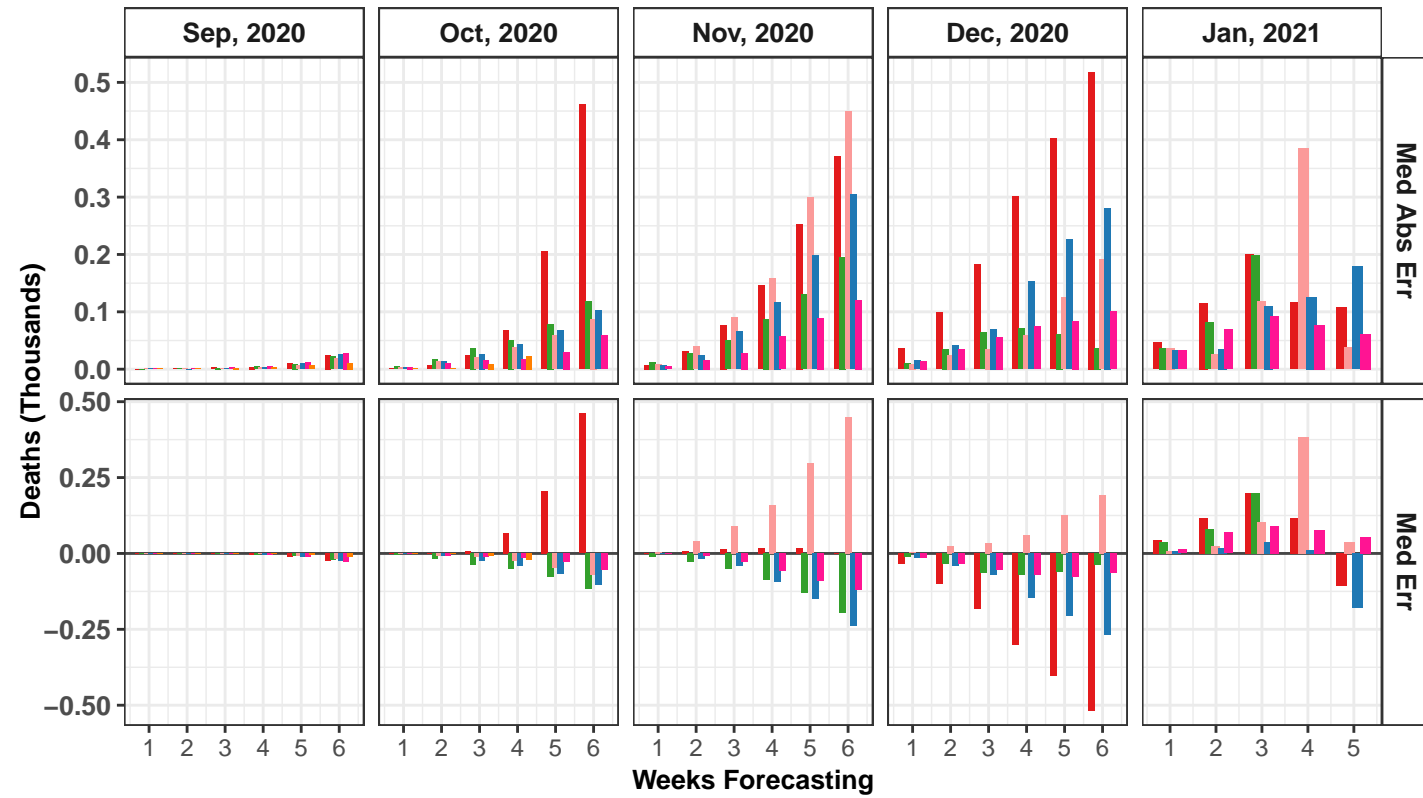 Sep, 2020
Oct, 2020
Nov, 2020
Dec, 2020
Jan, 2021
Deaths (Thousands)
0.5
0.4
0.3
0.2
0.1
0.0
Med Abs Err
0.50
0.25
0.00
−0.25
−0.50
Med Err
1 2 3 4 5 6
1 2 3 4 5 6
1 2 3 4 5 6
1 2 3 4 5 6
1 2 3 4 5
Weeks Forecasting